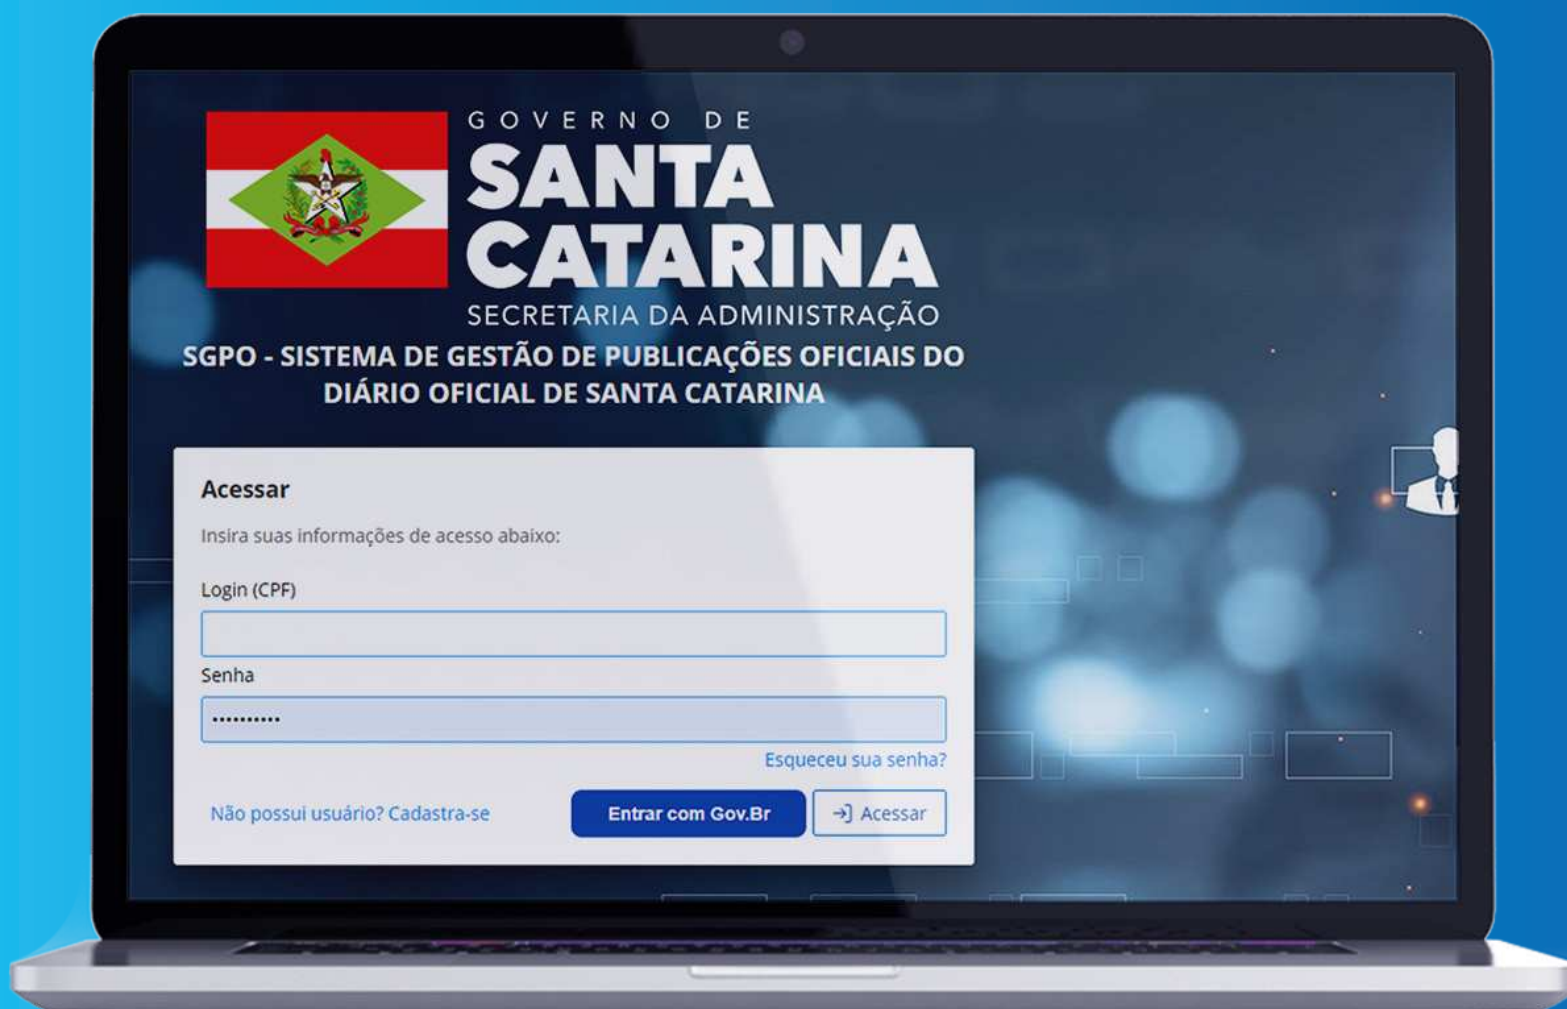 GOVERNO DE
SANTA
CATARINA
SECRETARIA DA ADMINISTRAÇÃO
SGPO - SISTEMA DE GESTÃO DE PUBLICAÇÕES OFICIAIS DO
DIÁRIO OFICIAL DE SANTA CATARINA
Acessar
Insira suas informações de acesso abaixo:
Login (CPF)
Senha
••••••••••
Esqueceu sua senha?
Não possui usuário? Cadastra-se
Entrar com Gov.Br
Acessar